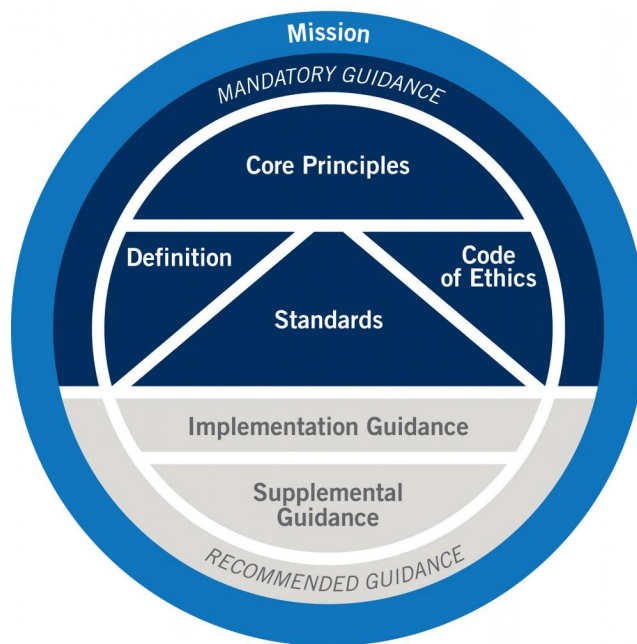 Mission
MANDATORY GUIDANCE
Core Principles
Definition
Code
of Ethics
Standards
Implementation Guidance
Supplemental
Guidance
RECOMMENDED GUIDANCE